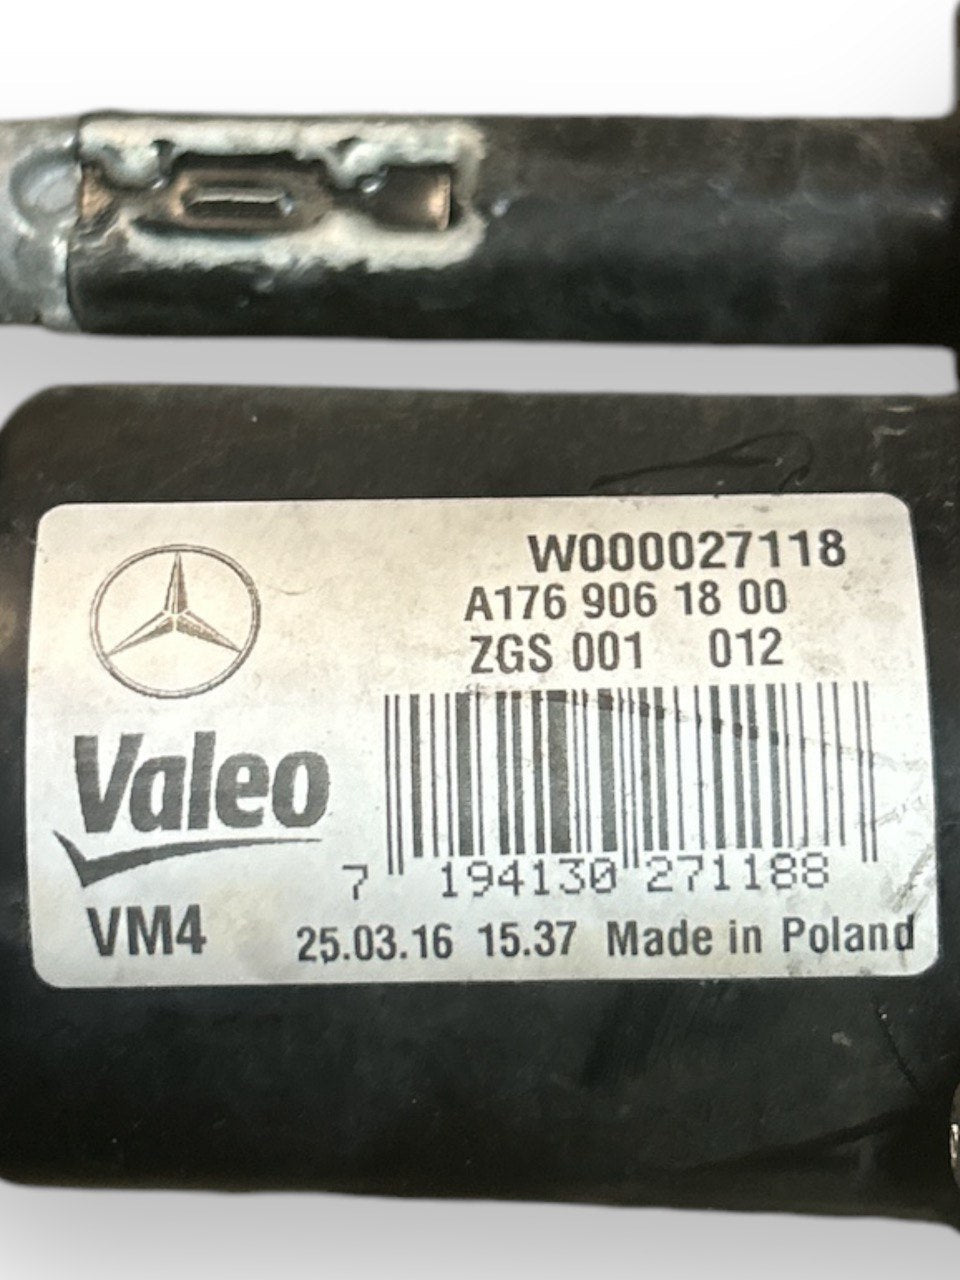 W000027118
A176 906 18 00
ZGS 001 012
Valeo
7 194130 271188
VM4
25.03.16 15.37 Made in Poland